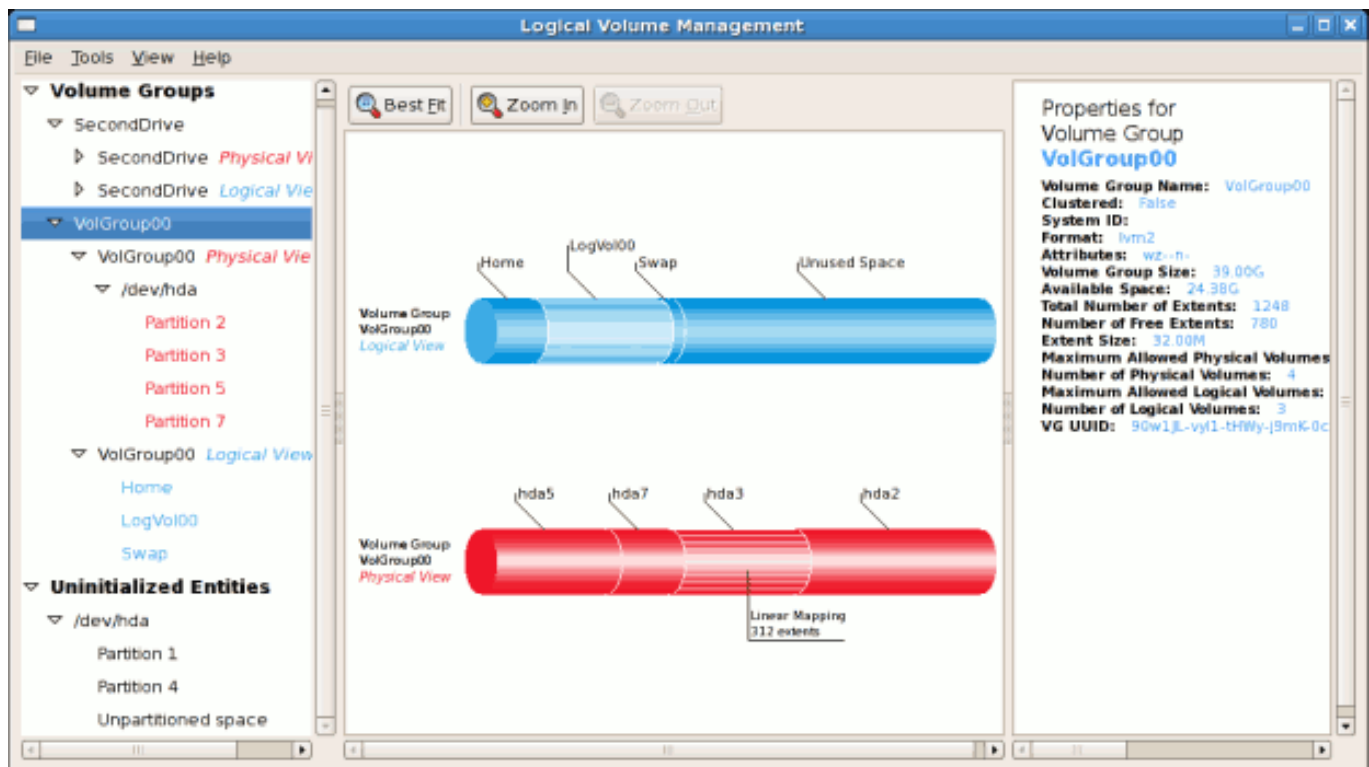 Logical Volume Management
File Tools View Help
Volume Groups
SecondDrive
SecondDrive Physical Vi
SecondDrive Logical Vie
VolGroup00
VolGroup00 Physical Vie
/dev/hda
Partition 2
Partition 3
Partition 5
Partition 7
VolGroup00 Logical View
Home
LogVol00
Swap
Uninitialized Entities
/dev/hda
Partition 1
Partition 4
Unpartitioned space
Best Fit Zoom In Zoom Out
Home LogVol00 Swap Unused Space
Volume Group
VolGroup00
Logical View
hda5 hda7 hda3 hda2
Volume Group
VolGroup00
Physical View
Linear Mapping
312 extents
Properties for
Volume Group
VolGroup00
Volume Group Name: VolGroup00
Clustered: False
System ID:
Format: lvm2
Attributes: wz--n-
Volume Group Size: 39.00G
Available Space: 24.38G
Total Number of Extents: 1248
Number of Free Extents: 780
Extent Size: 32.00M
Maximum Allowed Physical Volumes
Number of Physical Volumes: 4
Maximum Allowed Logical Volumes:
Number of Logical Volumes: 3
VG UUID: 90w1JL-vyl1-tHWy-j9mK-0c